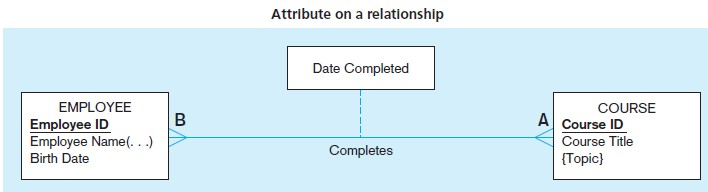 Attribute on a relationship
Date Completed
EMPLOYEE
Employee ID
Employee Name(. . .)
Birth Date
B
Completes
A
COURSE
Course ID
Course Title
{Topic}